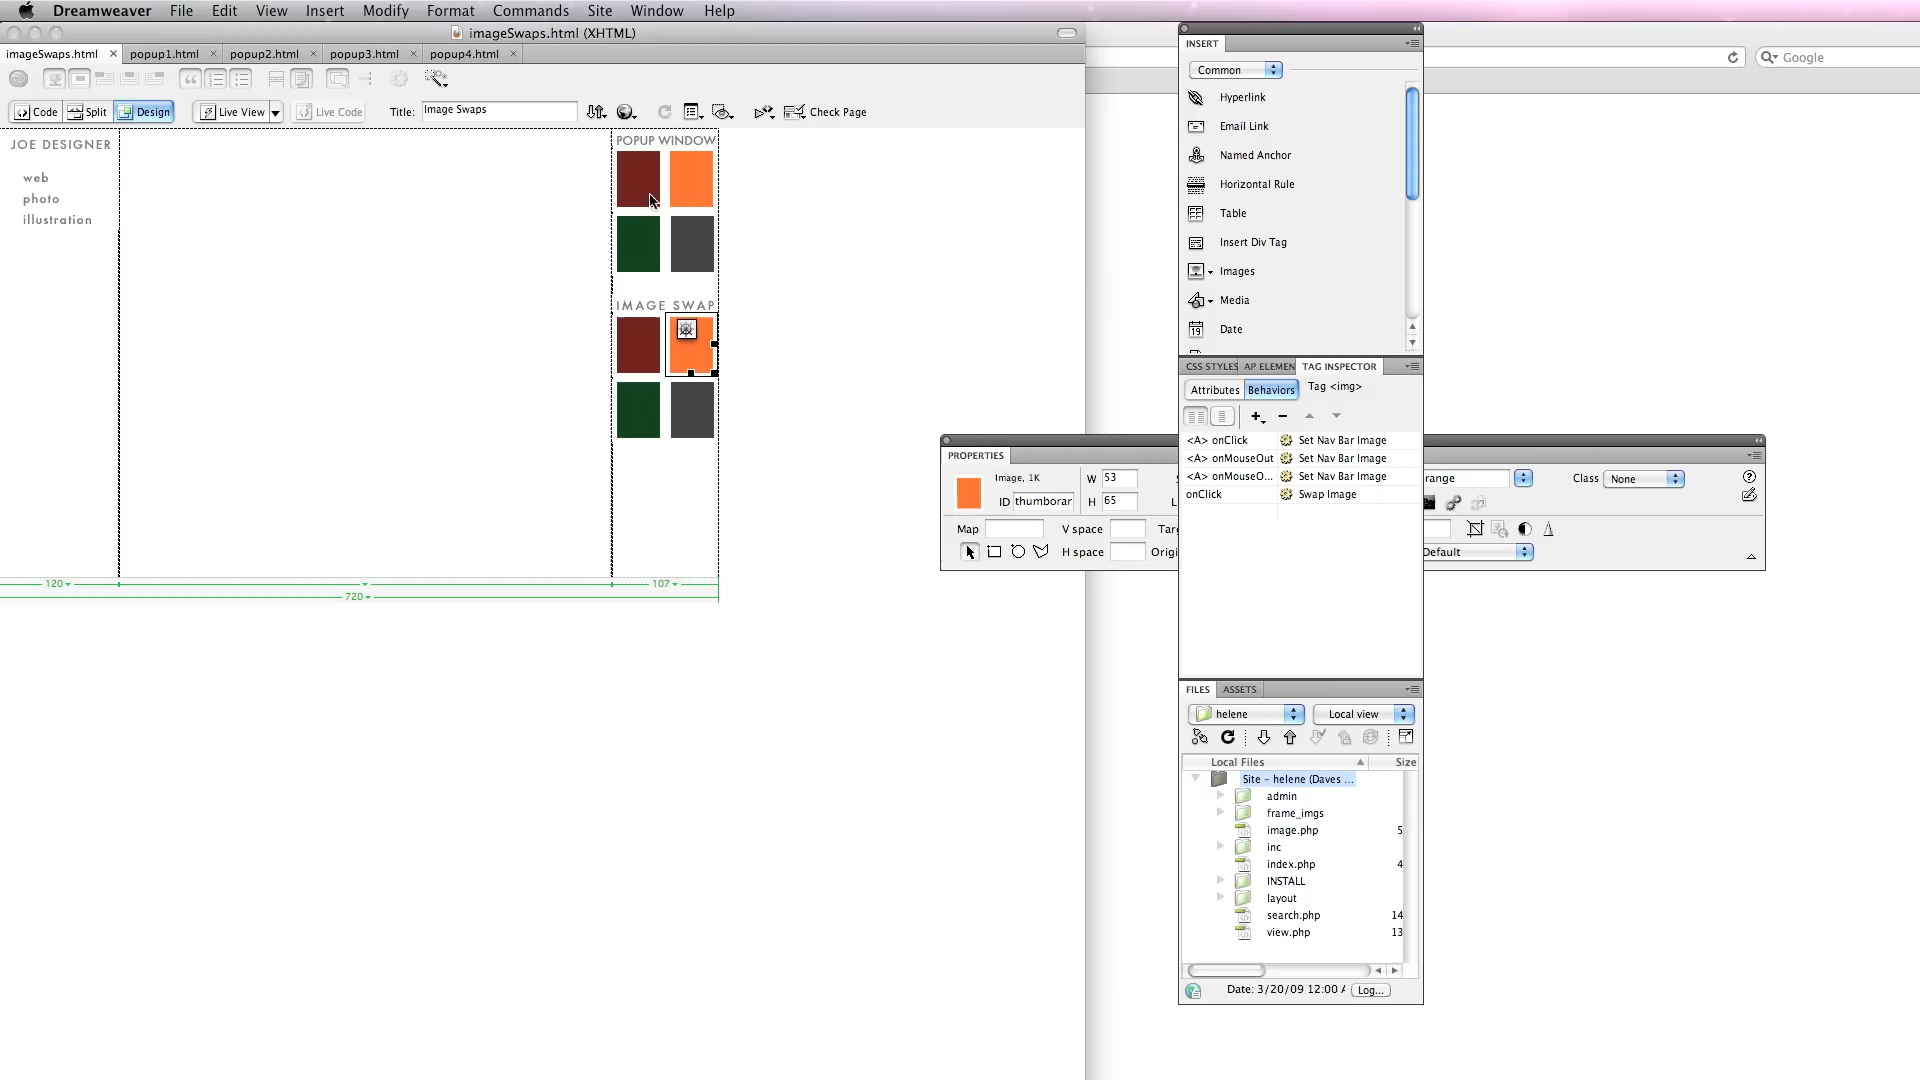 Dreamweaver File Edit View Insert Modify Format Commands Site Window Help
imageSwaps.html (XHTML)
imageSwaps.html popup1.html popup2.html popup3.html popup4.html
Code Split Design Live View Live Code Title: Image Swaps Check Page
JOE DESIGNER
web
photo
illustration
POPUP WINDOW
IMAGE SWAP
120
107
720
Google
INSERT
Common
Hyperlink
Email Link
Named Anchor
Horizontal Rule
Table
Insert Div Tag
Images
Media
19 Date
CSS STYLES AP ELEMEN TAG INSPECTOR
Attributes Behaviors Tag <img>
<A> onClick Set Nav Bar Image
<A> onMouseOut Set Nav Bar Image
<A> onMouseO... Set Nav Bar Image
onClick Swap Image
PROPERTIES
Image, 1K W 53
ID thumborar H 65 L
range Class None
Map V space Tar
H space Origi Default
FILES ASSETS
helene Local view
Local Files Size
Site - helene (Daves ...
admin
frame_imgs
image.php 5
inc
index.php 4
INSTALL
layout
search.php 14
view.php 13
Date: 3/20/09 12:00 Log...